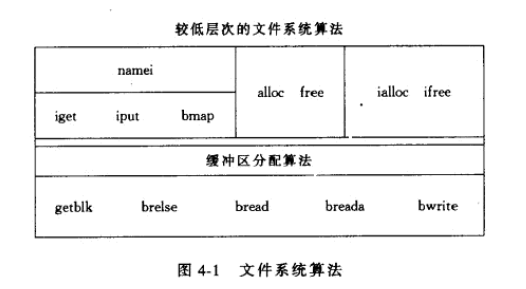 较低层次的文件系统算法
namei
alloc free
ialloc ifree
iget iput bmap
缓冲区分配算法
getblk brelse bread breada bwrite
图 4-1 文件系统算法